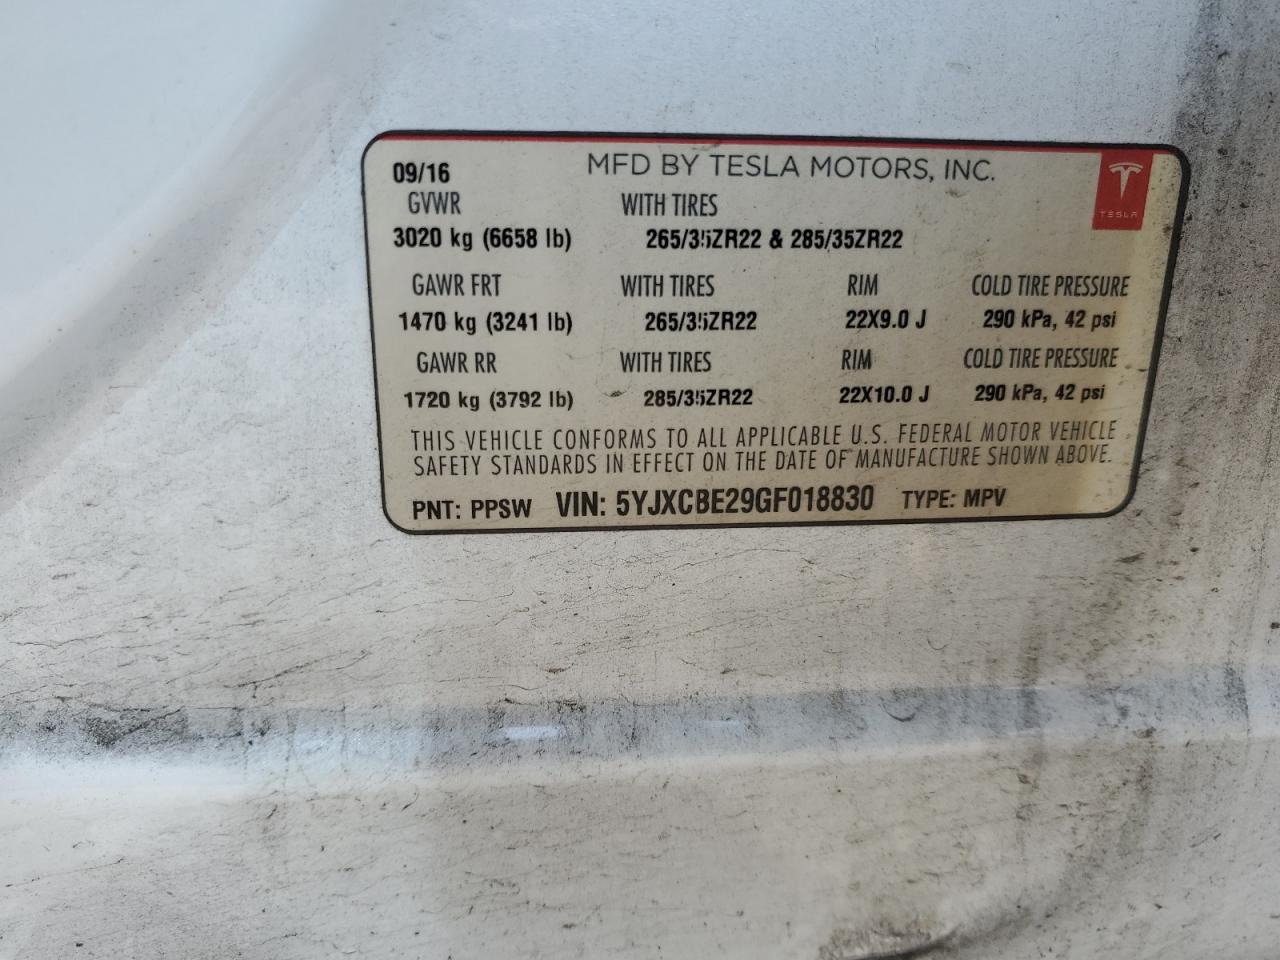 09/16 MFD BY TESLA MOTORS, INC.
TESLA
GVWR WITH TIRES
3020 kg (6658 lb) 265/35ZR22 & 285/35ZR22
GAWR FRT WITH TIRES RIM COLD TIRE PRESSURE
1470 kg (3241 lb) 265/35ZR22 22X9.0 J 290 kPa, 42 psi
GAWR RR WITH TIRES RIM COLD TIRE PRESSURE
1720 kg (3792 lb) 285/35ZR22 22X10.0 J 290 kPa, 42 psi
THIS VEHICLE CONFORMS TO ALL APPLICABLE U.S. FEDERAL MOTOR VEHICLE
SAFETY STANDARDS IN EFFECT ON THE DATE OF MANUFACTURE SHOWN ABOVE.
PNT: PPSW VIN: 5YJXCBE29GF018830 TYPE: MPV